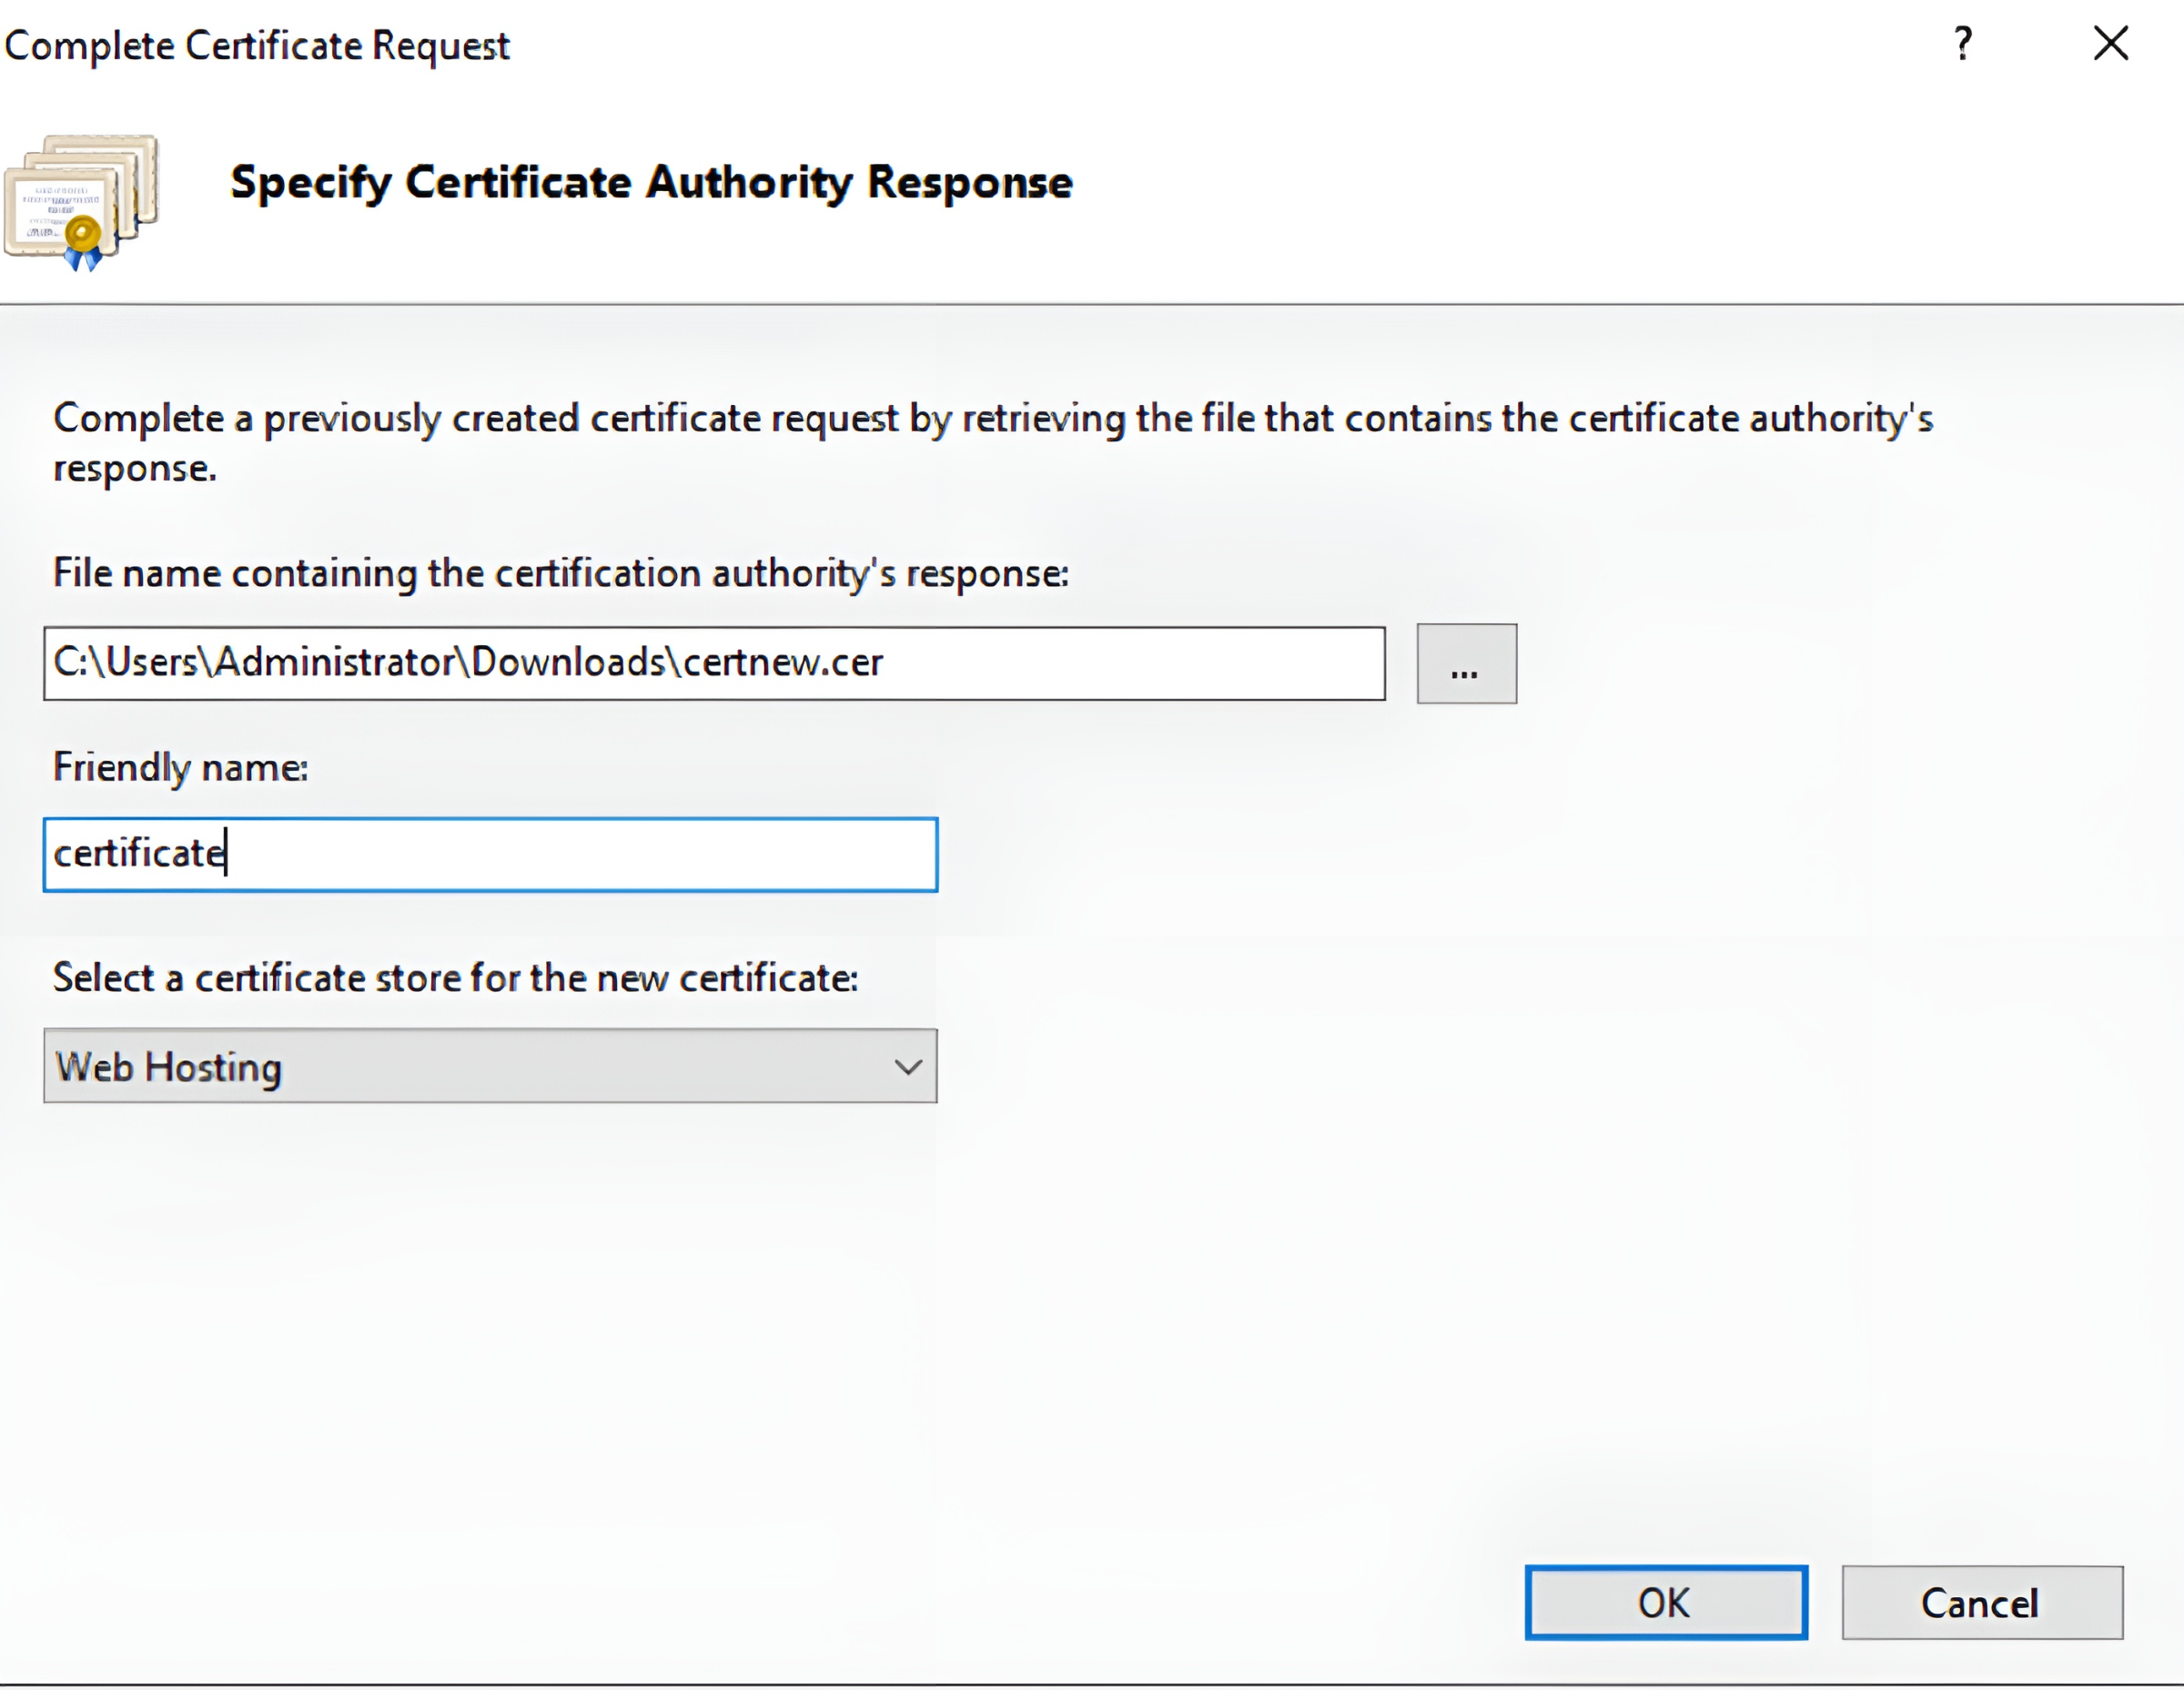 Complete Certificate Request
?
Specify Certificate Authority Response
Complete a previously created certificate request by retrieving the file that contains the certificate authority's
response.
File name containing the certification authority's response:
C:\Users\Administrator\Downloads\certnew.cer
...
Friendly name:
certificate
Select a certificate store for the new certificate:
Web Hosting
OK
Cancel